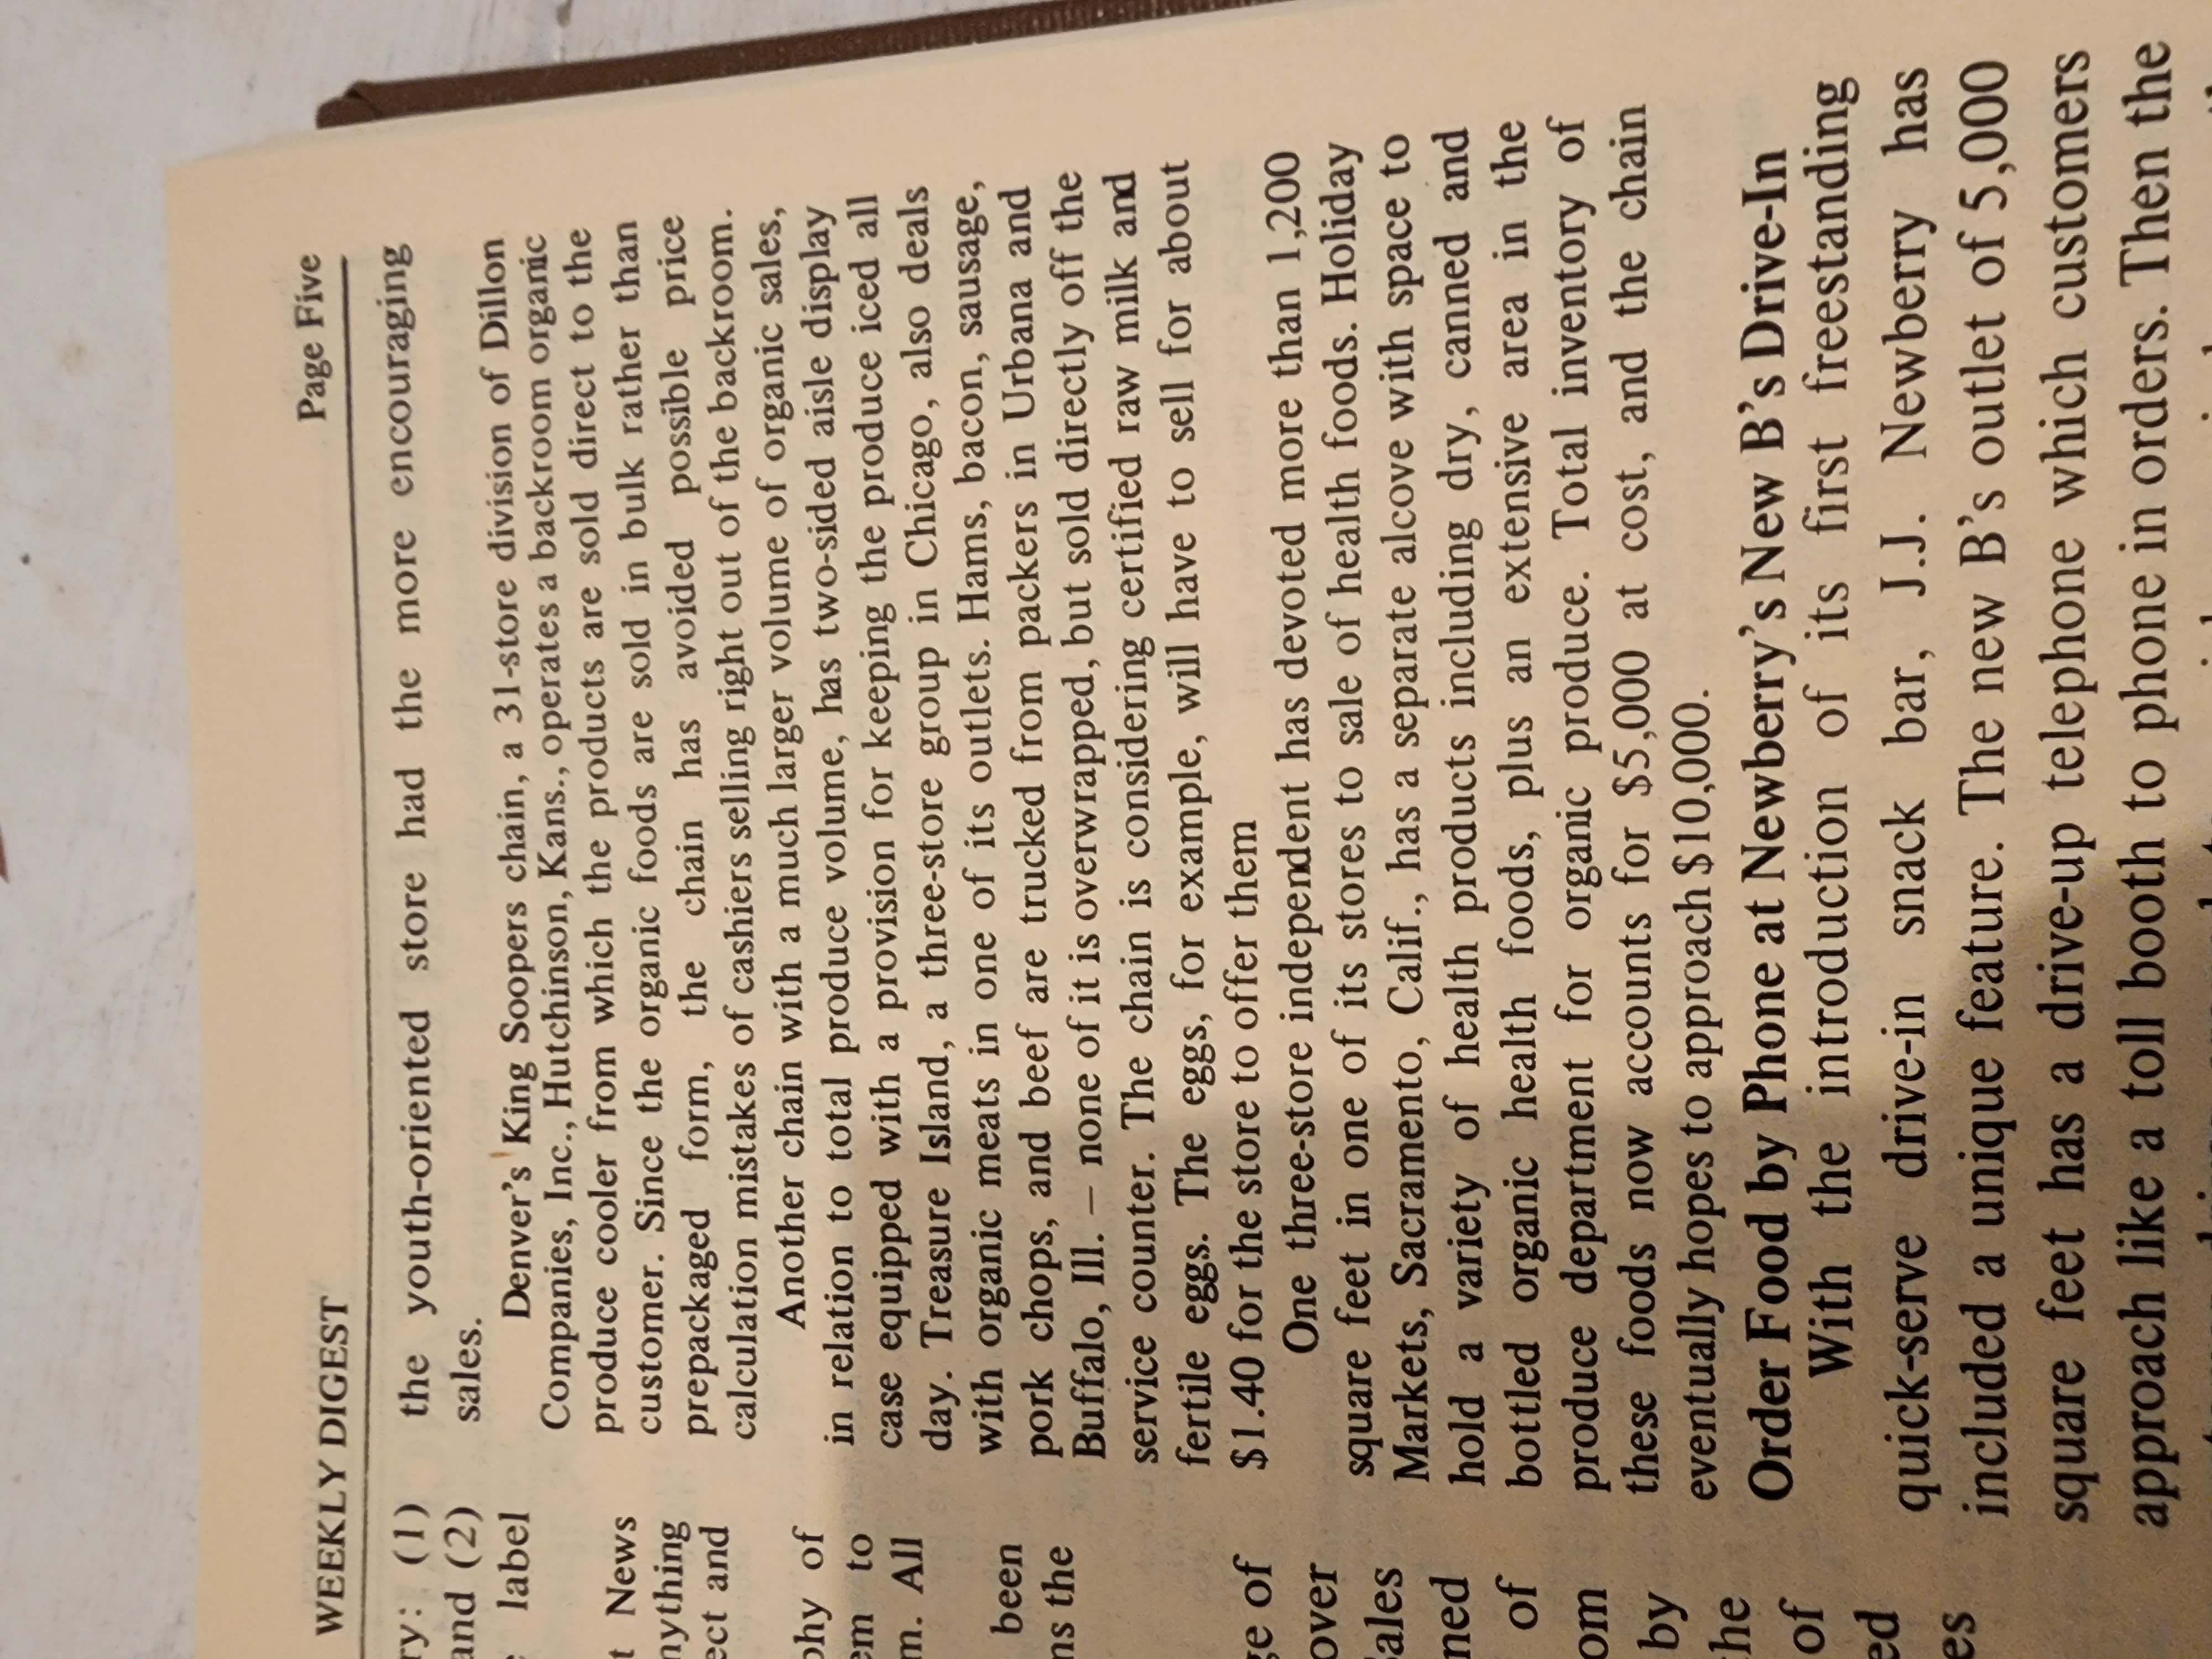 WEEKLY DIGEST Page Five
ry: (1)
and (2)
label
News
nything
ect and
phy of
em to
m. All
been
ns the
ge of
over
Sales
ned
of
om
by
the
of
ed
es
the youth-oriented store had the more encouraging
sales.
Denver's King Soopers chain, a 31-store division of Dillon
Companies, Inc., Hutchinson, Kans., operates a backroom organic
produce cooler from which the products are sold direct to the
customer. Since the organic foods are sold in bulk rather than
prepackaged form, the chain has avoided possible price
calculation mistakes of cashiers selling right out of the backroom.
Another chain with a much larger volume of organic sales,
in relation to total produce volume, has two-sided aisle display
case equipped with a provision for keeping the produce iced all
day. Treasure Island, a three-store group in Chicago, also deals
with organic meats in one of its outlets. Hams, bacon, sausage,
pork chops, and beef are trucked from packers in Urbana and
Buffalo, Ill. – none of it is overwrapped, but sold directly off the
service counter. The chain is considering certified raw milk and
fertile eggs. The eggs, for example, will have to sell for about
$1.40 for the store to offer them
One three-store independent has devoted more than 1,200
square feet in one of its stores to sale of health foods. Holiday
Markets, Sacramento, Calif., has a separate alcove with space to
hold a variety of health products including dry, canned and
bottled organic health foods, plus an extensive area in the
produce department for organic produce. Total inventory of
these foods now accounts for $5,000 at cost, and the chain
eventually hopes to approach $10,000.
Order Food by Phone at Newberry's New B's Drive-In
With the introduction of its first freestanding
quick-serve drive-in snack bar, J.J. Newberry has
included a unique feature. The new B's outlet of 5,000
square feet has a drive-up telephone which customers
approach like a toll booth to phone in orders. Then the